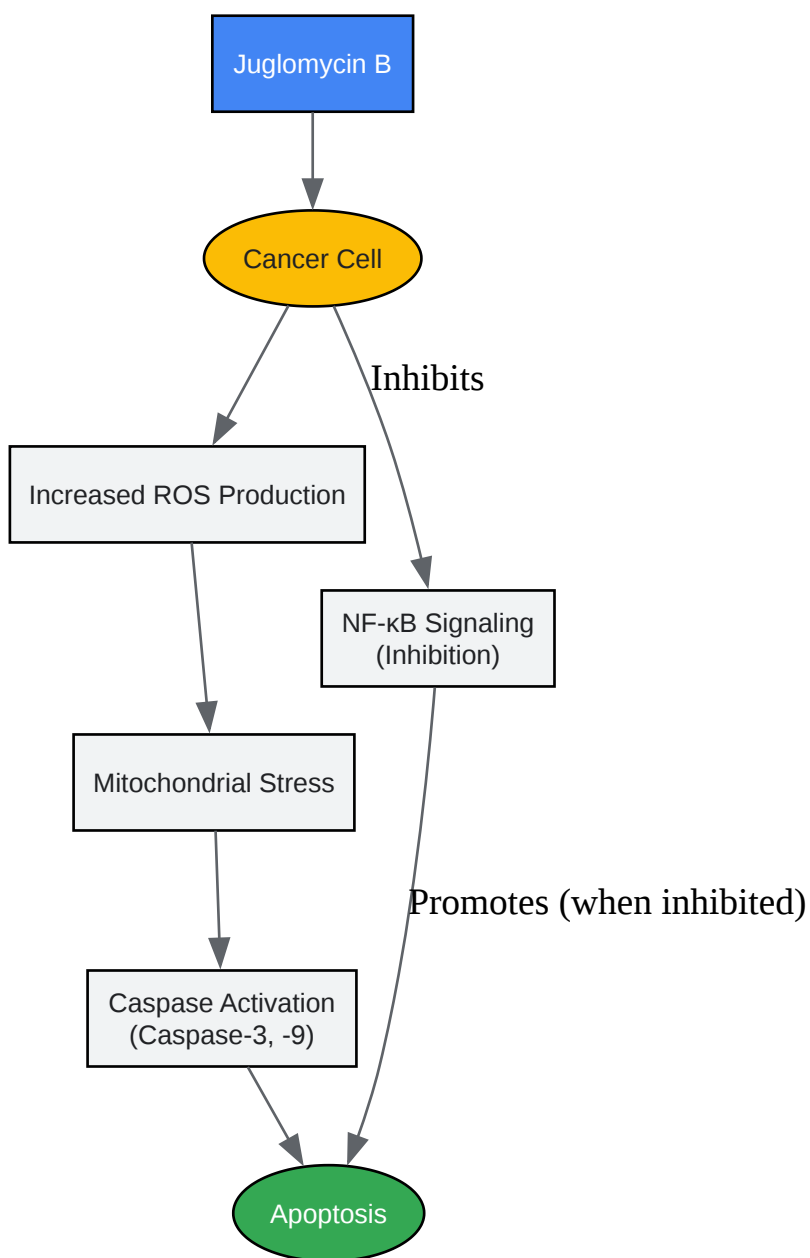 Juglomycin B
Cancer Cell
Inhibits
Increased ROS Production
NF-κB Signaling
(Inhibition)
Mitochondrial Stress
Promotes (when inhibited)
Caspase Activation
(Caspase-3, -9)
Apoptosis